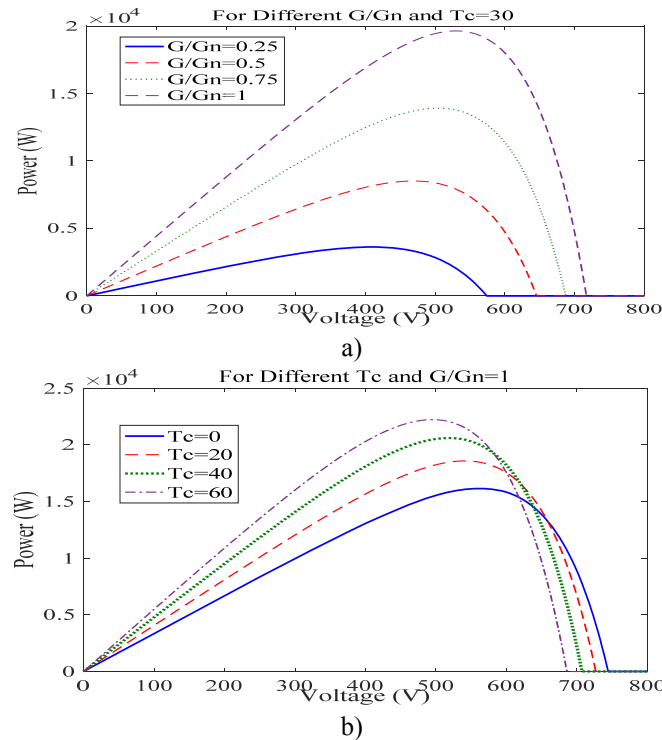 ×10⁴
For Different G/Gn and Tc=30
2
1.5
1
0.5
0
Power (W)
G/Gn=0.25
G/Gn=0.5
G/Gn=0.75
G/Gn=1
0 100 200 300 400 500 600 700 800
Voltage (V)
a)
×10⁴
For Different Tc and G/Gn=1
2.5
2
1.5
1
0.5
0
Power (W)
Tc=0
Tc=20
Tc=40
Tc=60
0 100 200 300 400 500 600 700 800
Voltage (V)
b)